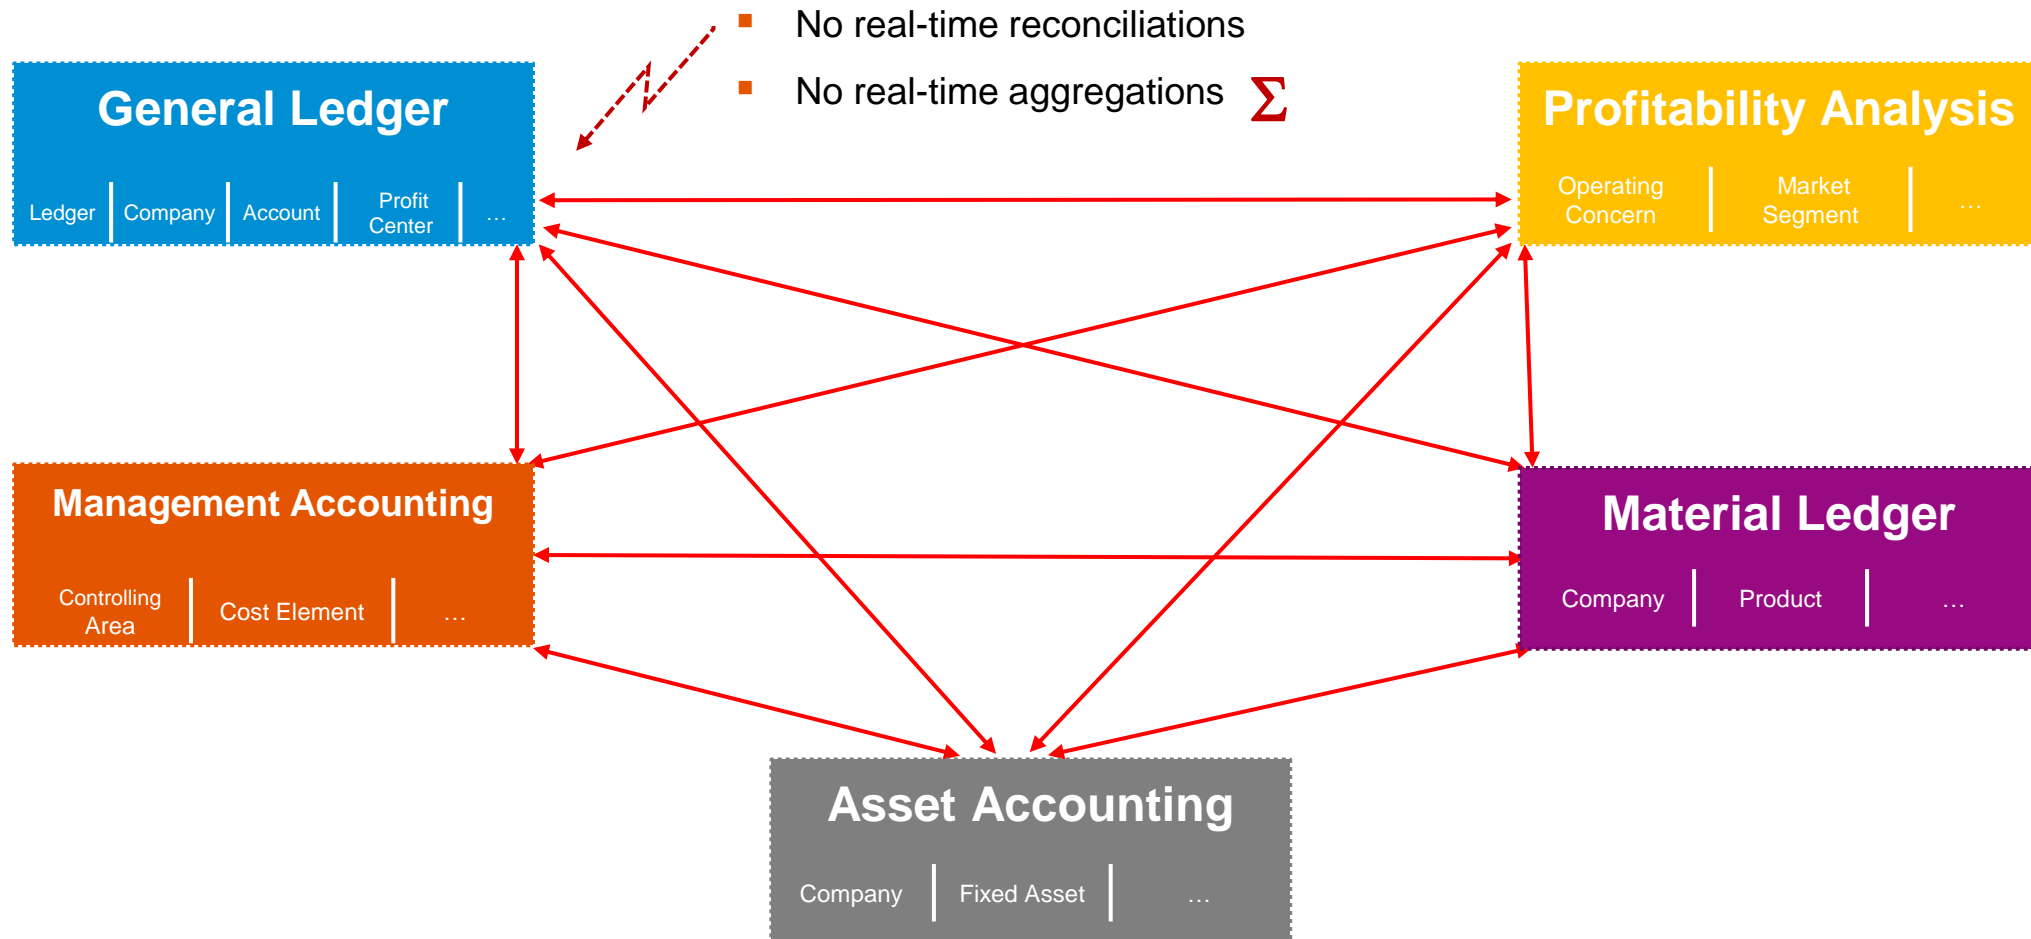 No real-time reconciliations
No real-time aggregations Σ
General Ledger
Ledger Company Account Profit Center …
Profitability Analysis
Operating Concern Market Segment …
Management Accounting
Controlling Area Cost Element …
Material Ledger
Company Product …
Asset Accounting
Company Fixed Asset …